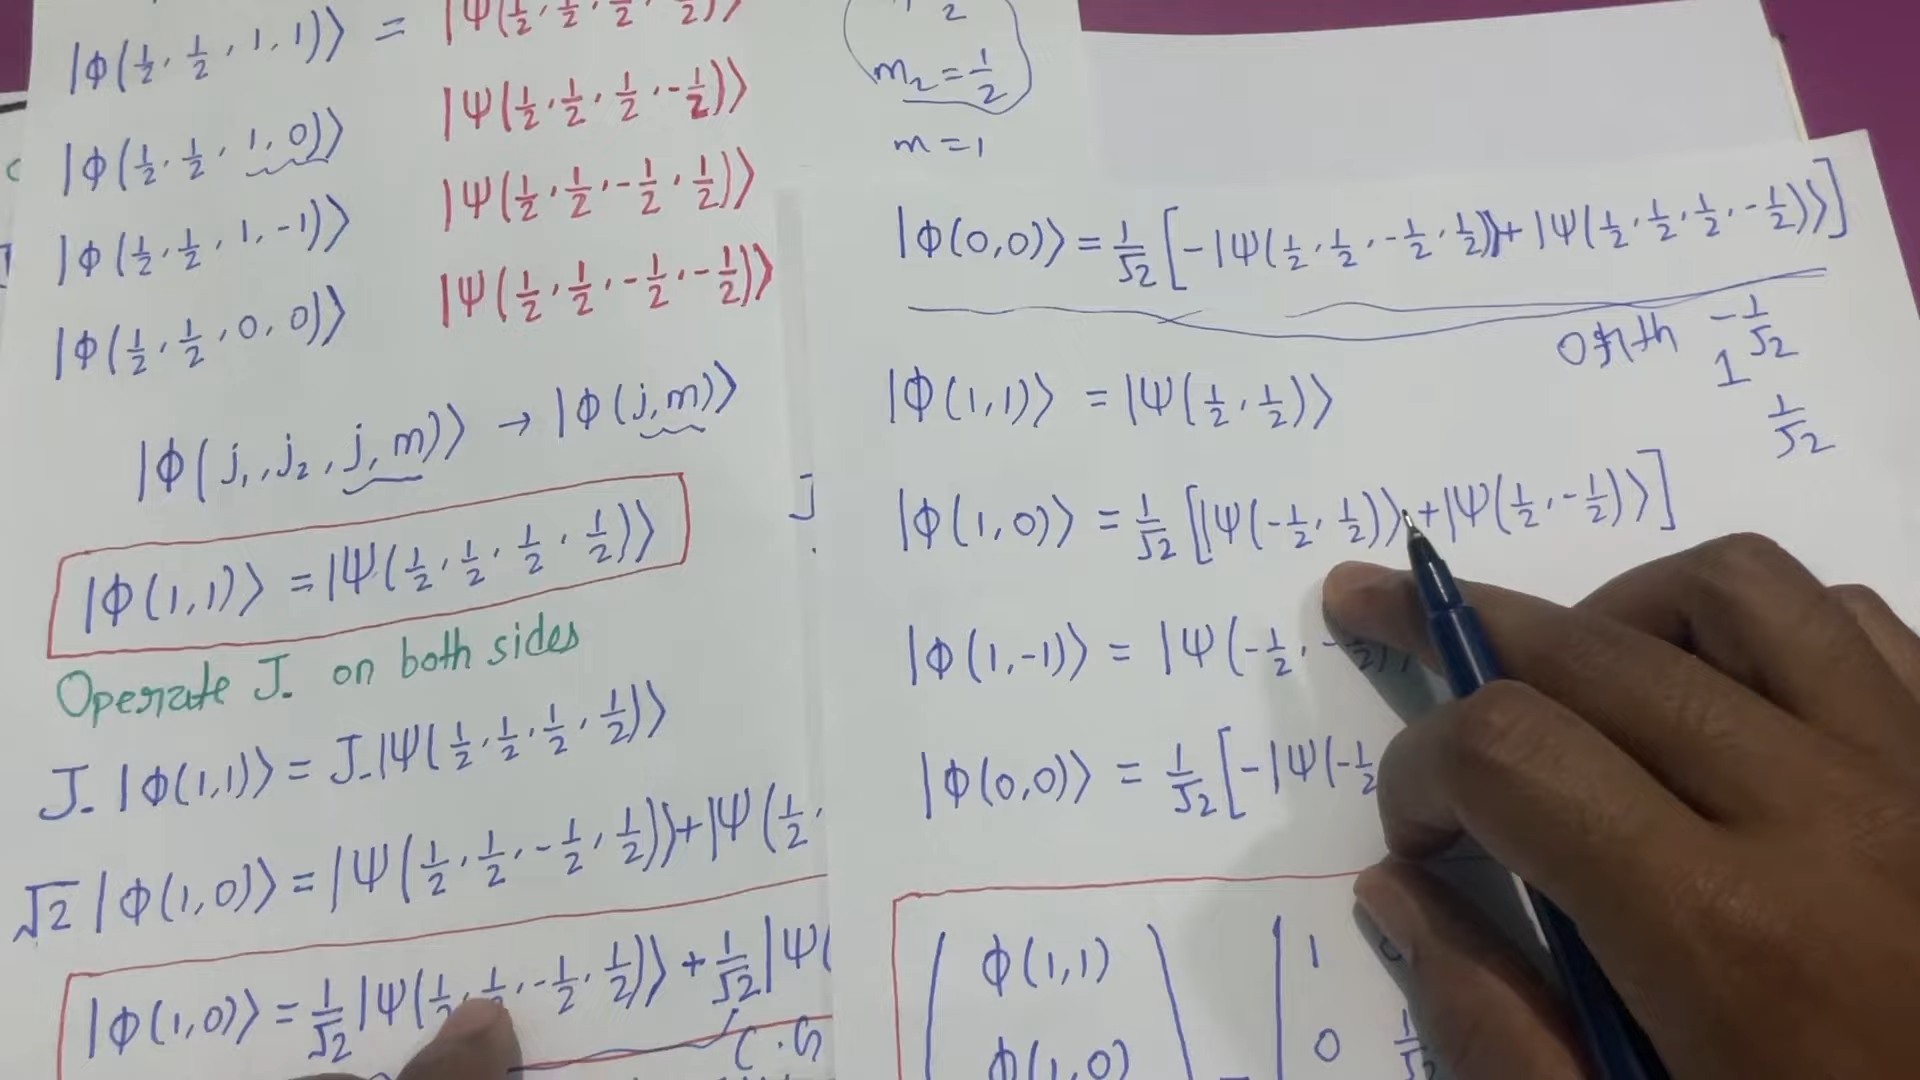 |Φ(1/2, 1/2, 1, 1)⟩ = |Ψ(1/2, 1/2, 1/2, 1/2)⟩
|Φ(1/2, 1/2, 1, 0)⟩ |Ψ(1/2, 1/2, 1/2, -1/2)⟩
|Φ(1/2, 1/2, 1, -1)⟩ |Ψ(1/2, 1/2, -1/2, 1/2)⟩
|Φ(1/2, 1/2, 0, 0)⟩ |Ψ(1/2, 1/2, -1/2, -1/2)⟩
|Φ(j₁, j₂, j, m)⟩ → |Φ(j, m)⟩
|Φ(1,1)⟩ = |Ψ(1/2, 1/2, 1/2, 1/2)⟩
Operate J₋ on both sides
J₋|Φ(1,1)⟩ = J₋|Ψ(1/2, 1/2, 1/2, 1/2)⟩
√2|Φ(1,0)⟩ = |Ψ(1/2, 1/2, -1/2, 1/2)⟩ + |Ψ(1/2,
|Φ(1,0)⟩ = 1/√2 |Ψ(1/2, 1/2, -1/2, 1/2)⟩ + 1/√2 |Ψ(
C.G
m₂ = 1/2
m = 1
|Φ(0,0)⟩ = 1/√2 [-|Ψ(1/2, 1/2, -1/2, 1/2)⟩ + |Ψ(1/2, 1/2, 1/2, -1/2)⟩]
Orth -1/√2
1
1/√2
|Φ(1,1)⟩ = |Ψ(1/2, 1/2)⟩
|Φ(1,0)⟩ = 1/√2 [|Ψ(-1/2, 1/2)⟩ + |Ψ(1/2, -1/2)⟩]
|Φ(1,-1)⟩ = |Ψ(-1/2, -1/2)
|Φ(0,0)⟩ = 1/√2 [-|Ψ(-1/2
Φ(1,1) 1
Φ(1,0) = 0 1/√2